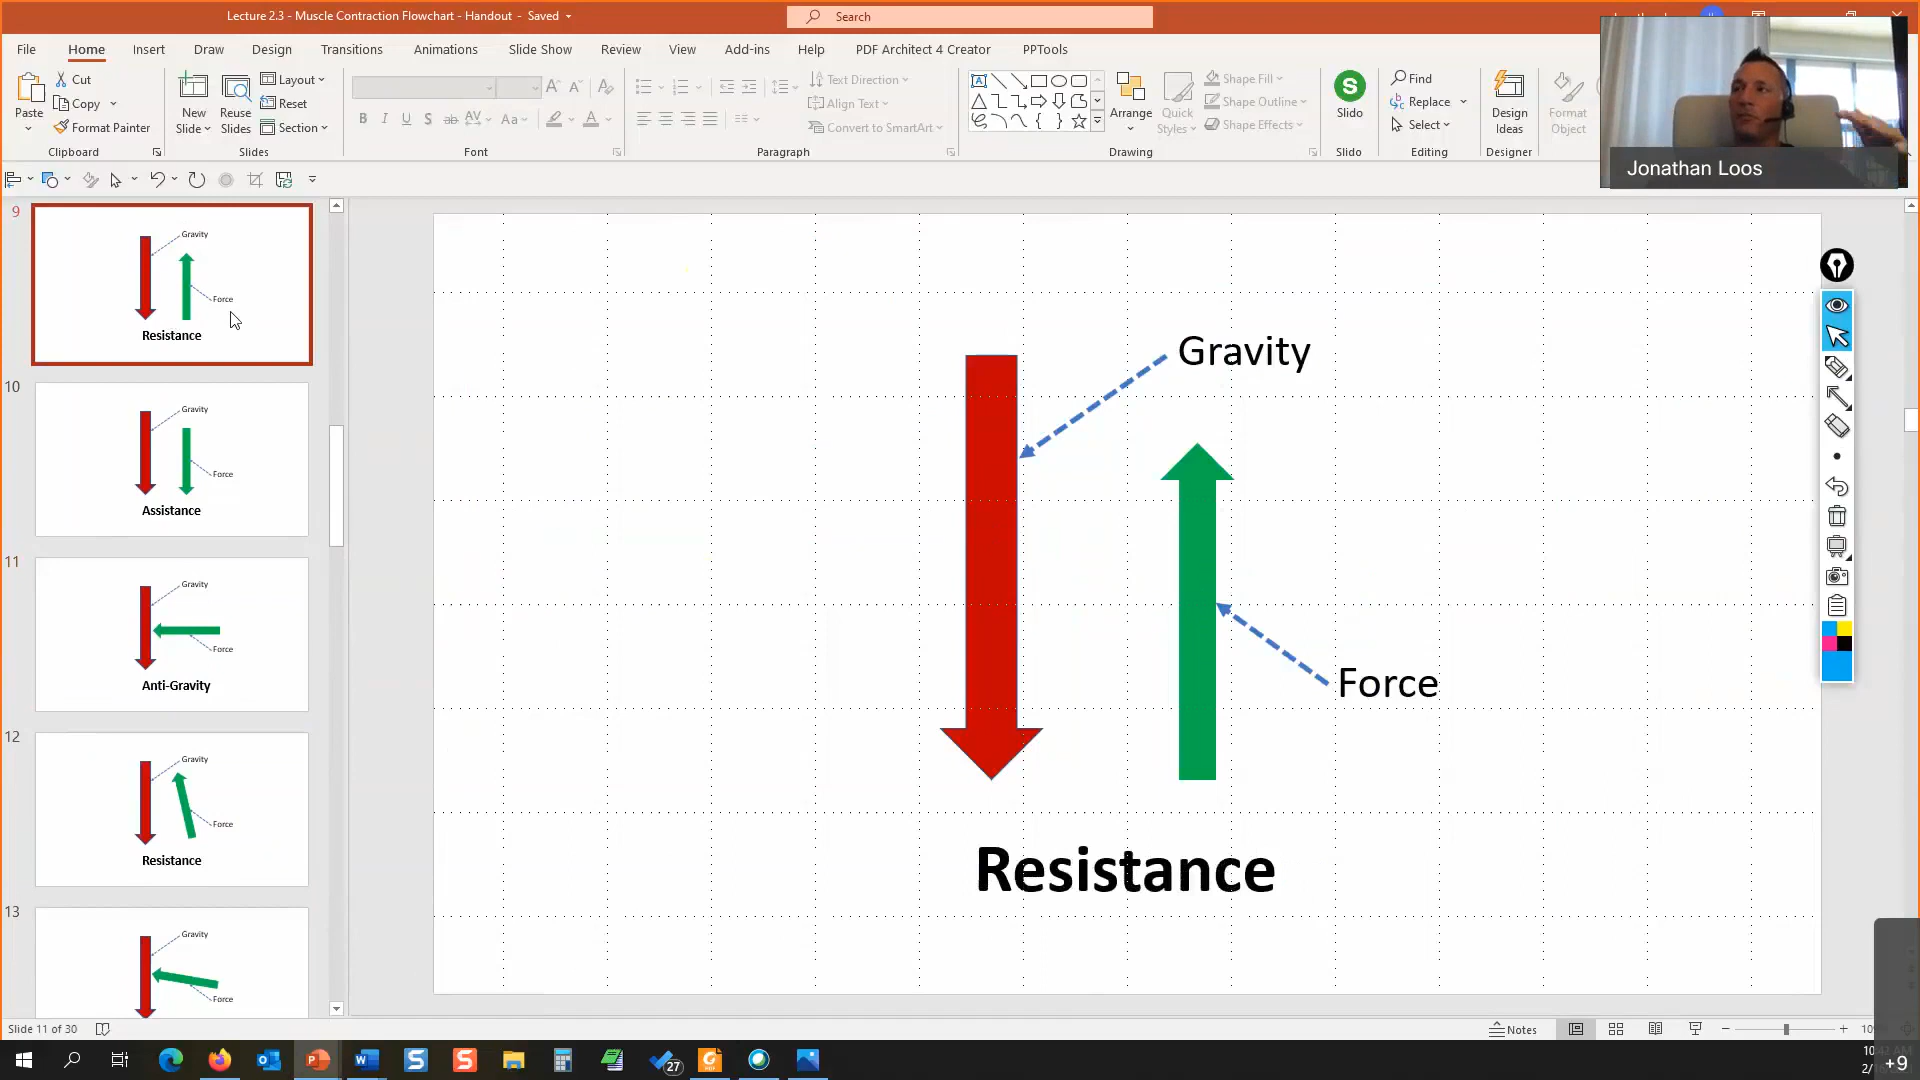 Lecture 2.3 - Muscle Contraction Flowchart - Handout - Saved
Search
File Home Insert Draw Design Transitions Animations Slide Show Review View Add-ins Help PDF Architect 4 Creator PPTools
Paste
Cut
Copy
Format Painter
Clipboard
New Slide
Reuse Slides
Layout
Reset
Section
Slides
Font
Text Direction
Align Text
Convert to SmartArt
Paragraph
Arrange
Quick Styles
Shape Fill
Shape Outline
Shape Effects
Drawing
Slido
Slido
Find
Replace
Select
Editing
Design Ideas
Designer
Format Object
Jonathan Loos
9
Gravity
Force
Resistance
10
Gravity
Force
Assistance
11
Gravity
Force
Anti-Gravity
12
Gravity
Force
Resistance
13
Gravity
Force
Gravity
Force
Resistance
Slide 11 of 30
Notes
27
+9